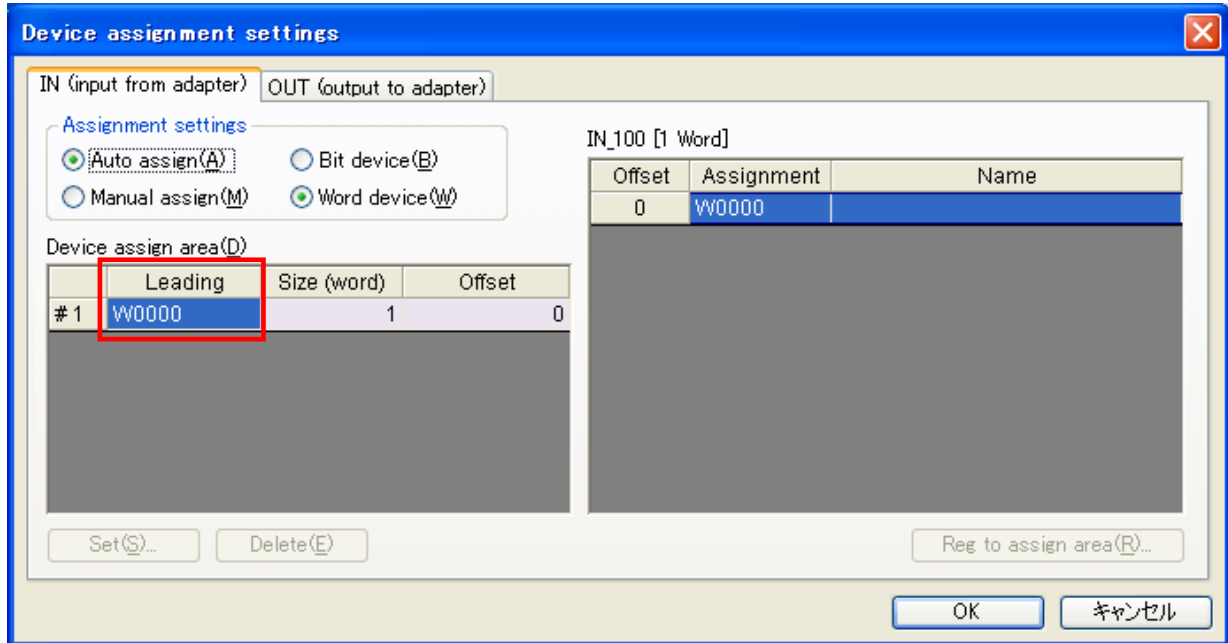 Device assignment settings
IN (input from adapter) OUT (output to adapter)
Assignment settings
Auto assign(A) Bit device(B)
Manual assign(M) Word device(W)
Device assign area(D)
Leading Size (word) Offset
#1 W0000 1 0
Set(S)... Delete(E)
IN_100 [1 Word]
Offset Assignment Name
0 W0000
Reg to assign area(R)...
OK キャンセル